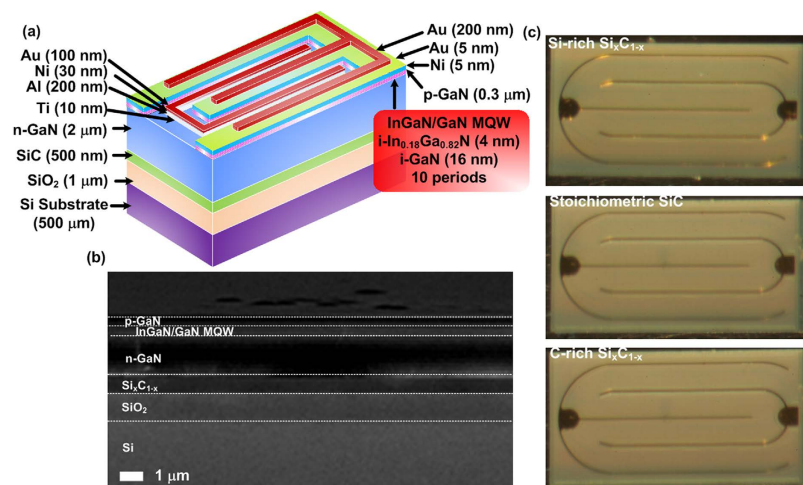 (a)
Au (100 nm)
Ni (30 nm)
Al (200 nm)
Ti (10 nm)
n-GaN (2 μm)
SiC (500 nm)
SiO₂ (1 μm)
Si Substrate
(500 μm)
Au (200 nm)
Au (5 nm)
Ni (5 nm)
p-GaN (0.3 μm)
InGaN/GaN MQW
i-In₀.₁₈Ga₀.₈₂N (4 nm)
i-GaN (16 nm)
10 periods
(b)
p-GaN
InGaN/GaN MQW
n-GaN
SiₓC₁₋ₓ
SiO₂
Si
1 μm
(c)
Si-rich SiₓC₁₋ₓ
Stoichiometric SiC
C-rich SiₓC₁₋ₓ